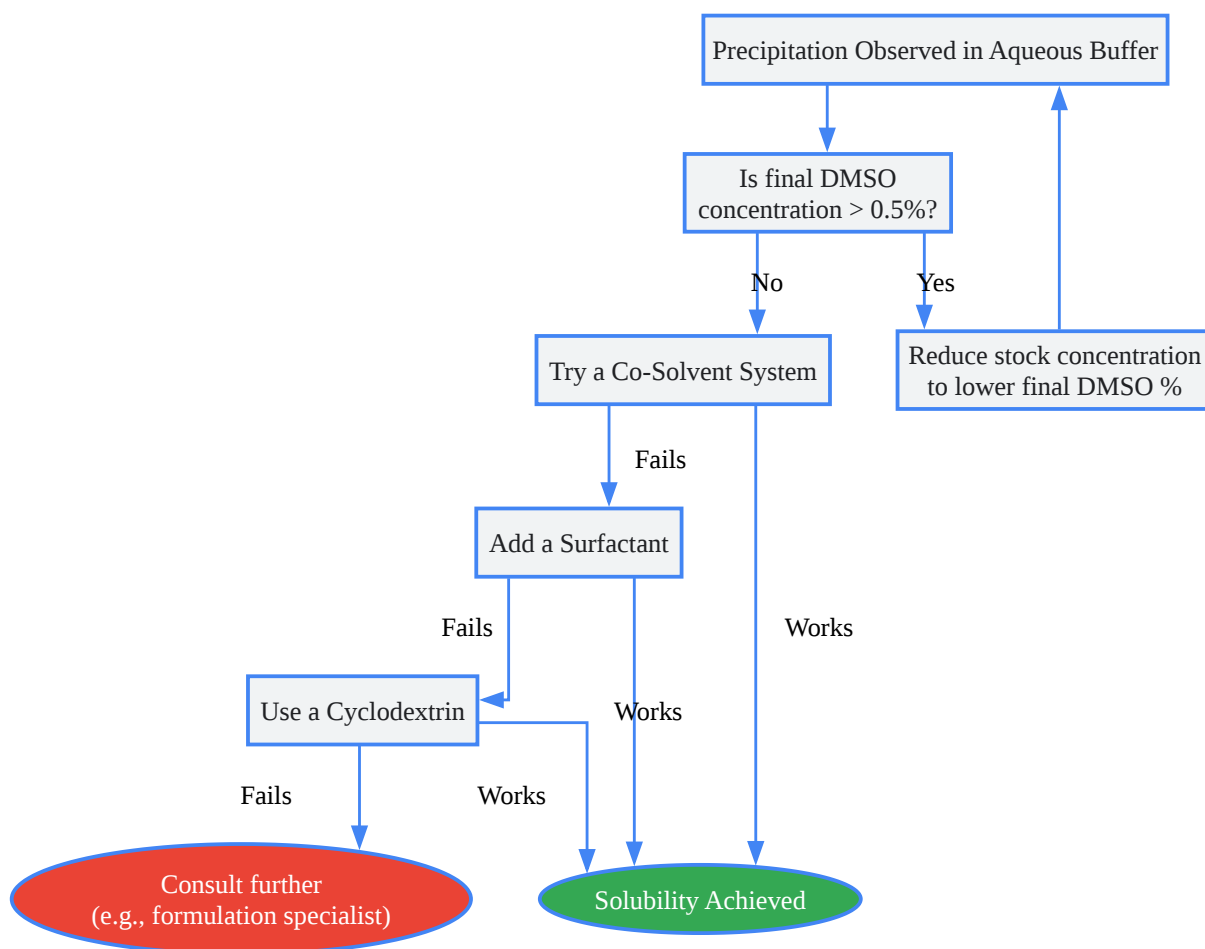 Precipitation Observed in Aqueous Buffer
Is final DMSO
concentration > 0.5%?
No
Yes
Try a Co-Solvent System
Reduce stock concentration
to lower final DMSO %
Fails
Add a Surfactant
Fails
Works
Use a Cyclodextrin
Works
Fails
Works
Consult further
(e.g., formulation specialist)
Solubility Achieved